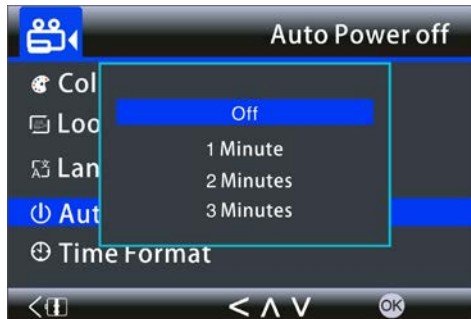 Auto Power off
Col
Off
Loo
1 Minute
Lan
2 Minutes
Aut
3 Minutes
Time Format
OK